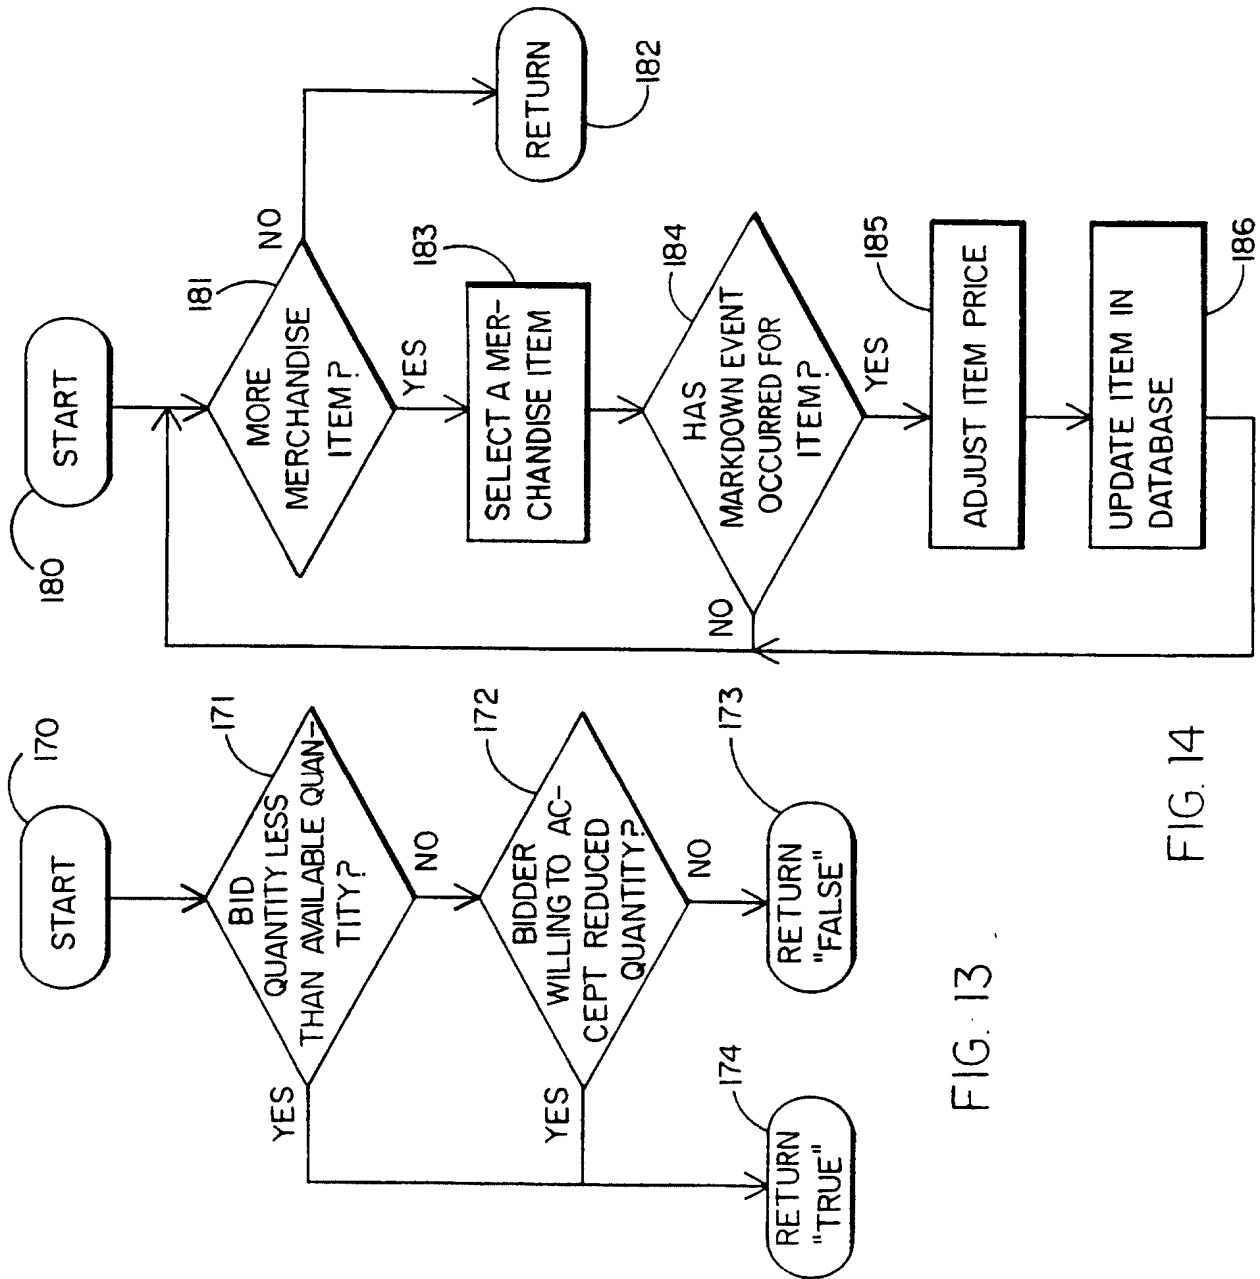 170
START
171
BID
QUANTITY LESS
THAN AVAILABLE QUAN-
TITY?
YES
NO
172
BIDDER
WILLING TO AC-
CEPT REDUCED
QUANTITY?
YES
NO
174
RETURN
"TRUE"
173
RETURN
"FALSE"
FIG. 13
180
START
181
MORE
MERCHANDISE
ITEM?
NO
YES
RETURN
182
183
SELECT A MER-
CHANDISE ITEM
184
HAS
MARKDOWN EVENT
OCCURED FOR
ITEM?
NO
YES
185
ADJUST ITEM PRICE
UPDATE ITEM IN
DATABASE
186
FIG. 14